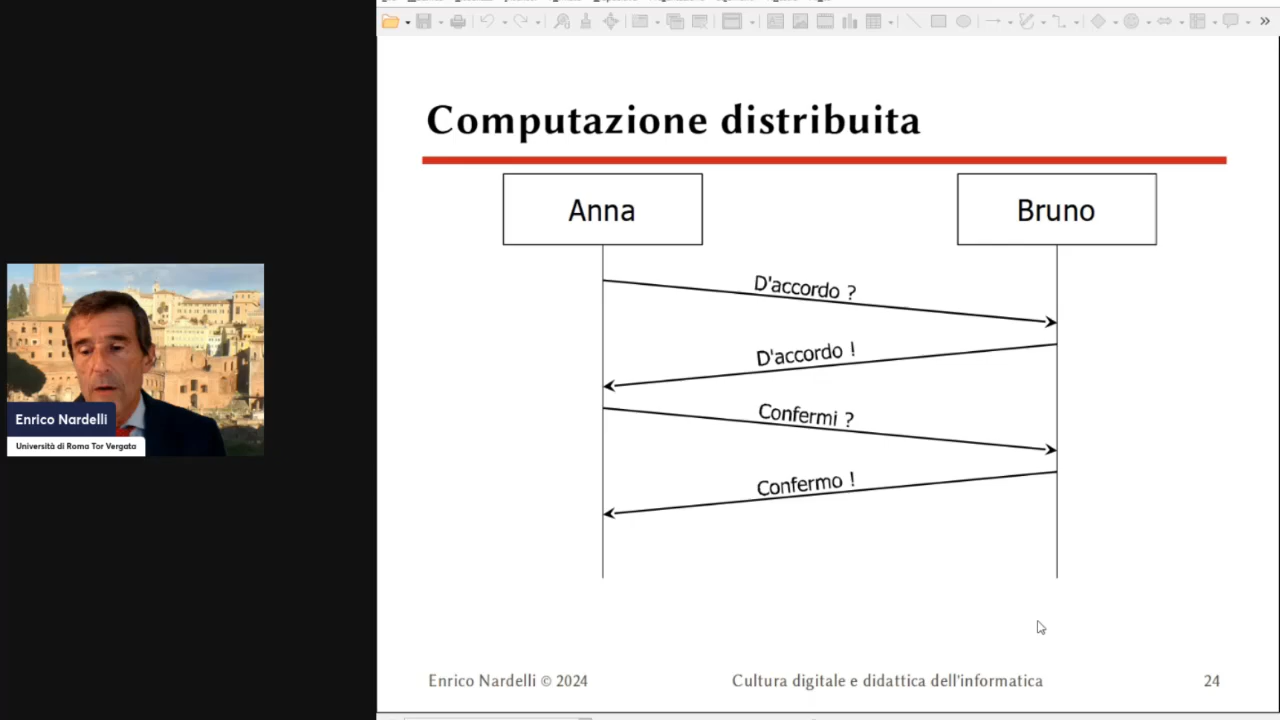 Computazione distribuita
Anna
Bruno
D'accordo ?
D'accordo !
Confermi ?
Confermo !
Enrico Nardelli
Università di Roma Tor Vergata
Enrico Nardelli © 2024
Cultura digitale e didattica dell'informatica
24